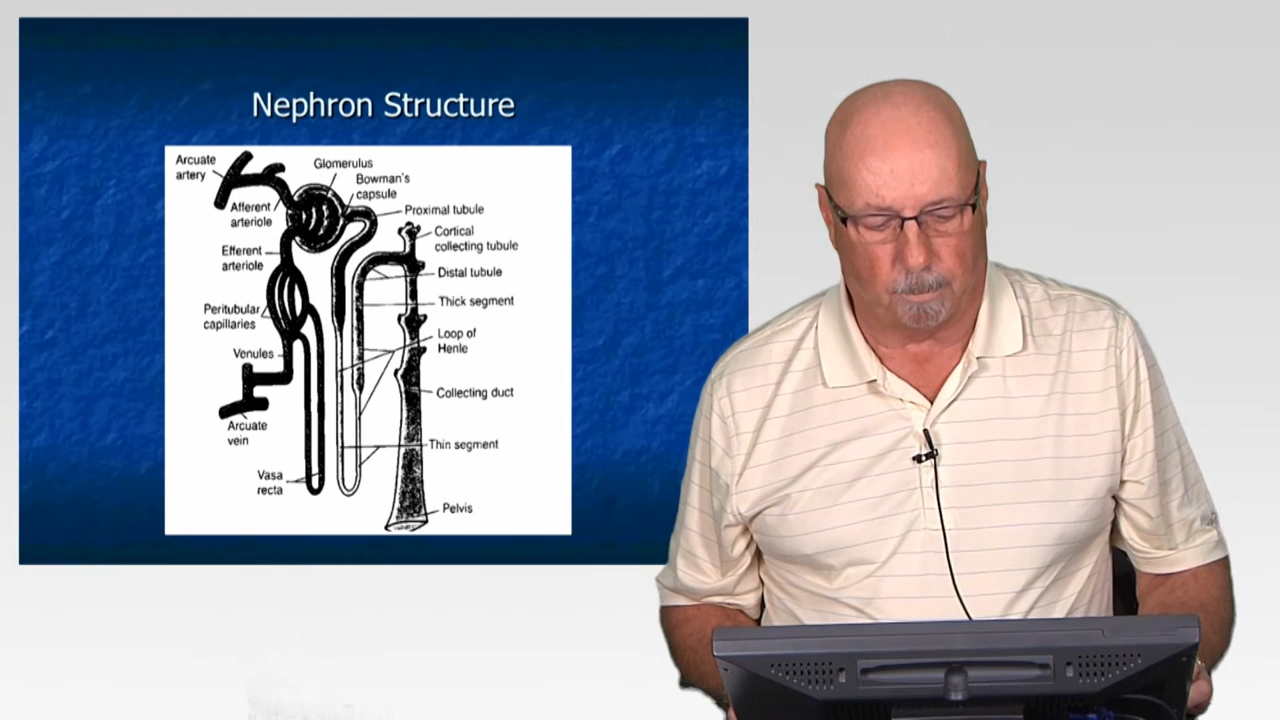 Nephron Structure
Arcuate
artery
Glomerulus
Bowman's
capsule
Afferent
arteriole
Proximal tubule
Cortical
collecting tubule
Efferent
arteriole
Distal tubule
Thick segment
Peritubular
capillaries
Loop of
Henle
Venules
Collecting duct
Arcuate
vein
Thin segment
Vasa
recta
Pelvis